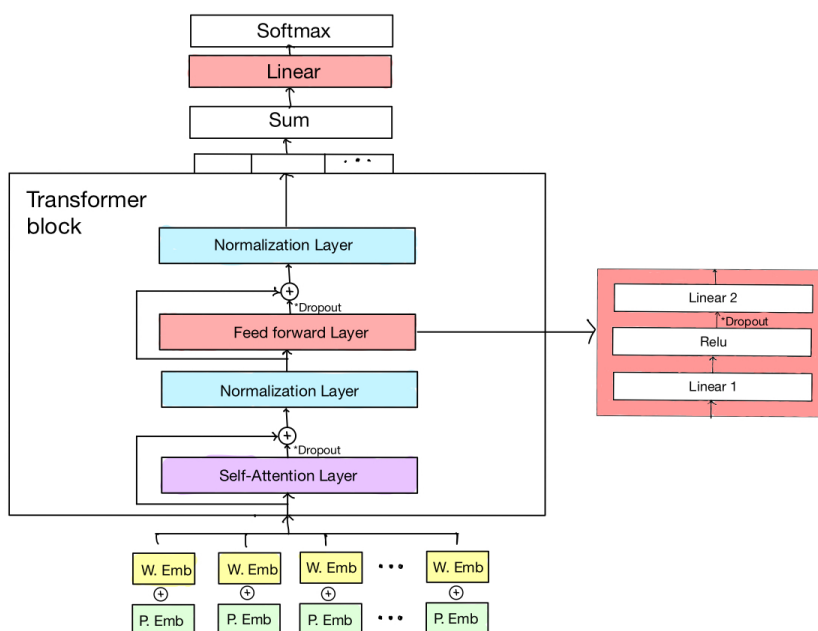 Softmax
Linear
Sum
Transformer
block
Normalization Layer
*Dropout
Feed forward Layer
Normalization Layer
*Dropout
Self-Attention Layer
Linear 2
*Dropout
Relu
Linear 1
W. Emb W. Emb W. Emb W. Emb
P. Emb P. Emb P. Emb P. Emb